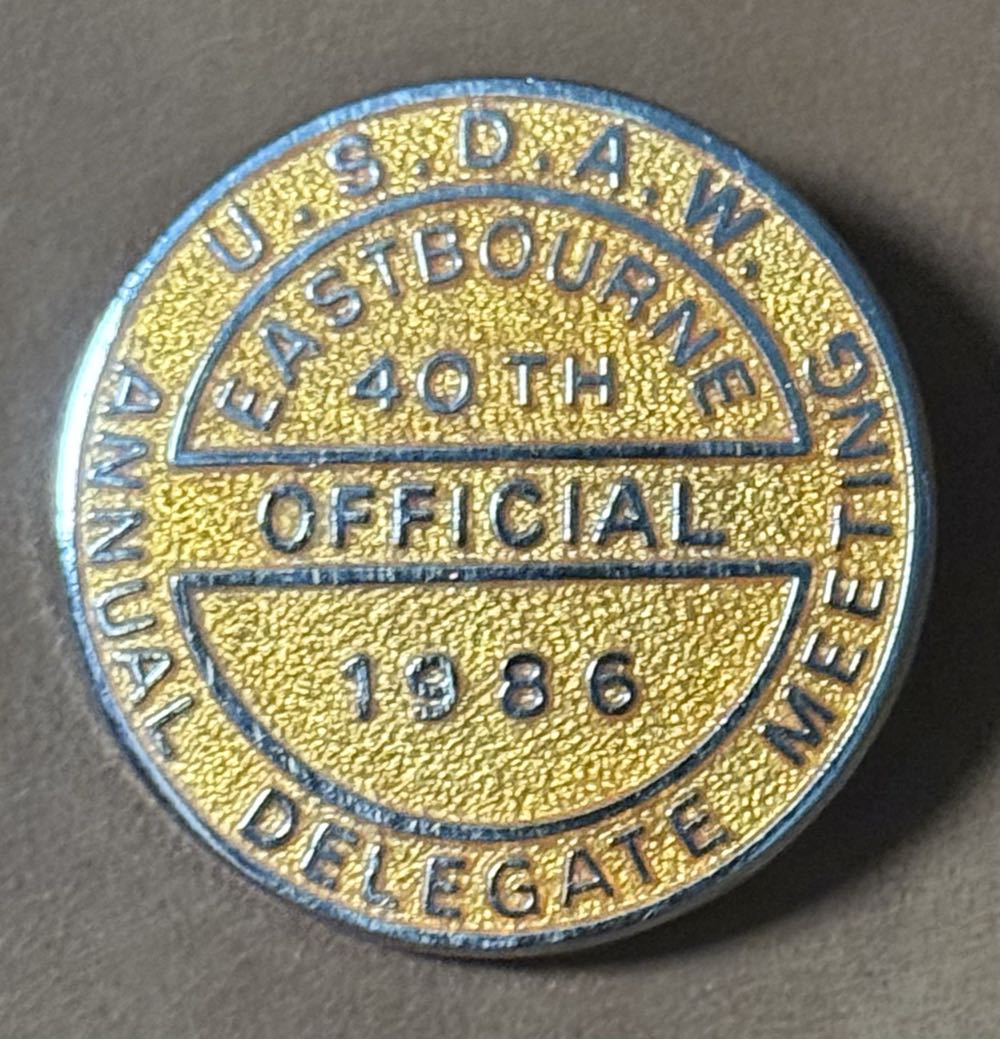 U.S.D.A.W.
EASTBOURNE
40TH
OFFICIAL
1986
ANNUAL DELEGATE MEETING